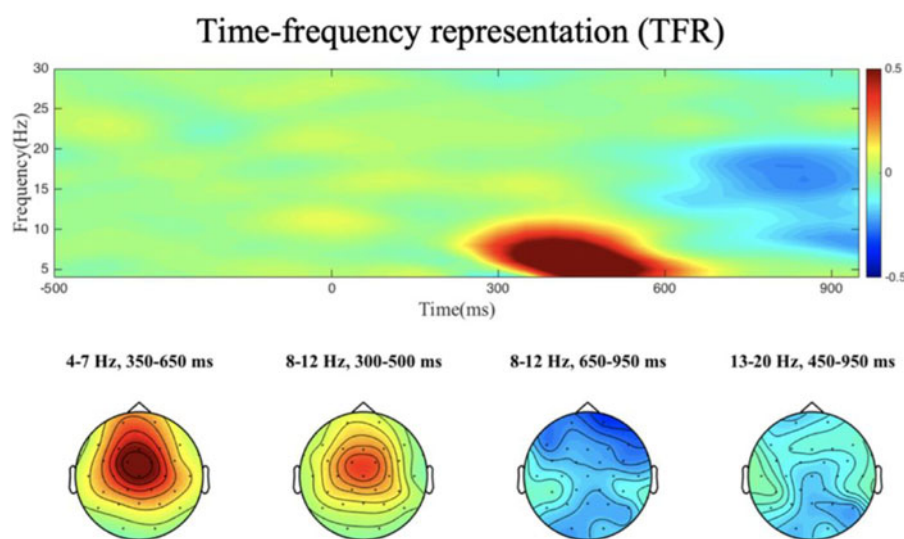 Time-frequency representation (TFR)
30
25
20
15
10
5
Frequency(Hz)
-500
0
300
600
900
Time(ms)
0.5
0
-0.5
4-7 Hz, 350-650 ms
8-12 Hz, 300-500 ms
8-12 Hz, 650-950 ms
13-20 Hz, 450-950 ms